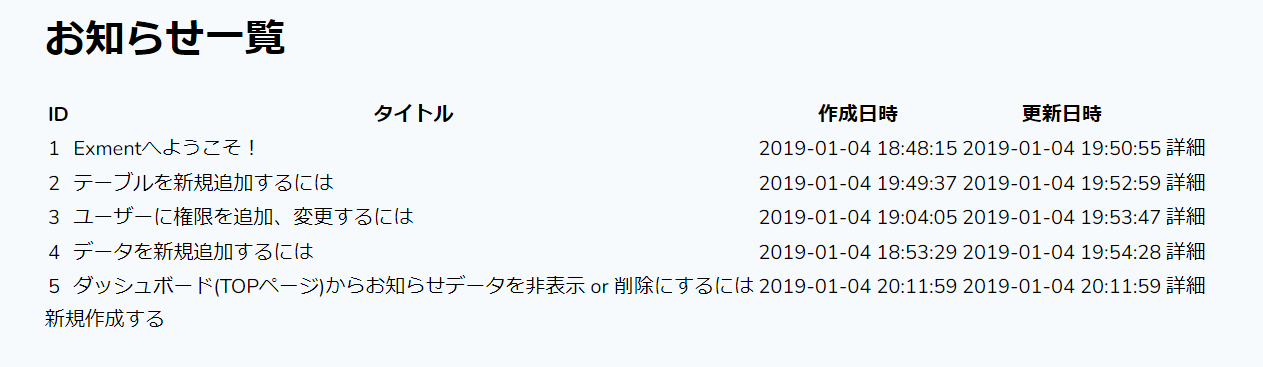 お知らせ一覧
ID タイトル 作成日時 更新日時
1 Exmentへようこそ！ 2019-01-04 18:48:15 2019-01-04 19:50:55 詳細
2 テーブルを新規追加するには 2019-01-04 19:49:37 2019-01-04 19:52:59 詳細
3 ユーザーに権限を追加、変更するには 2019-01-04 19:04:05 2019-01-04 19:53:47 詳細
4 データを新規追加するには 2019-01-04 18:53:29 2019-01-04 19:54:28 詳細
5 ダッシュボード(TOPページ)からお知らせデータを非表示 or 削除にするには 2019-01-04 20:11:59 2019-01-04 20:11:59 詳細
新規作成する